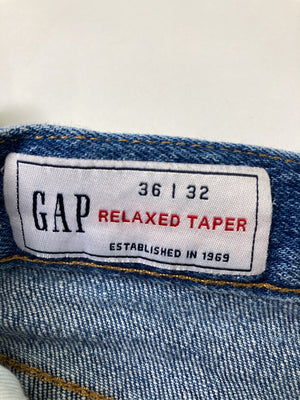 36 | 32
GAP RELAXED TAPER
ESTABLISHED IN 1969